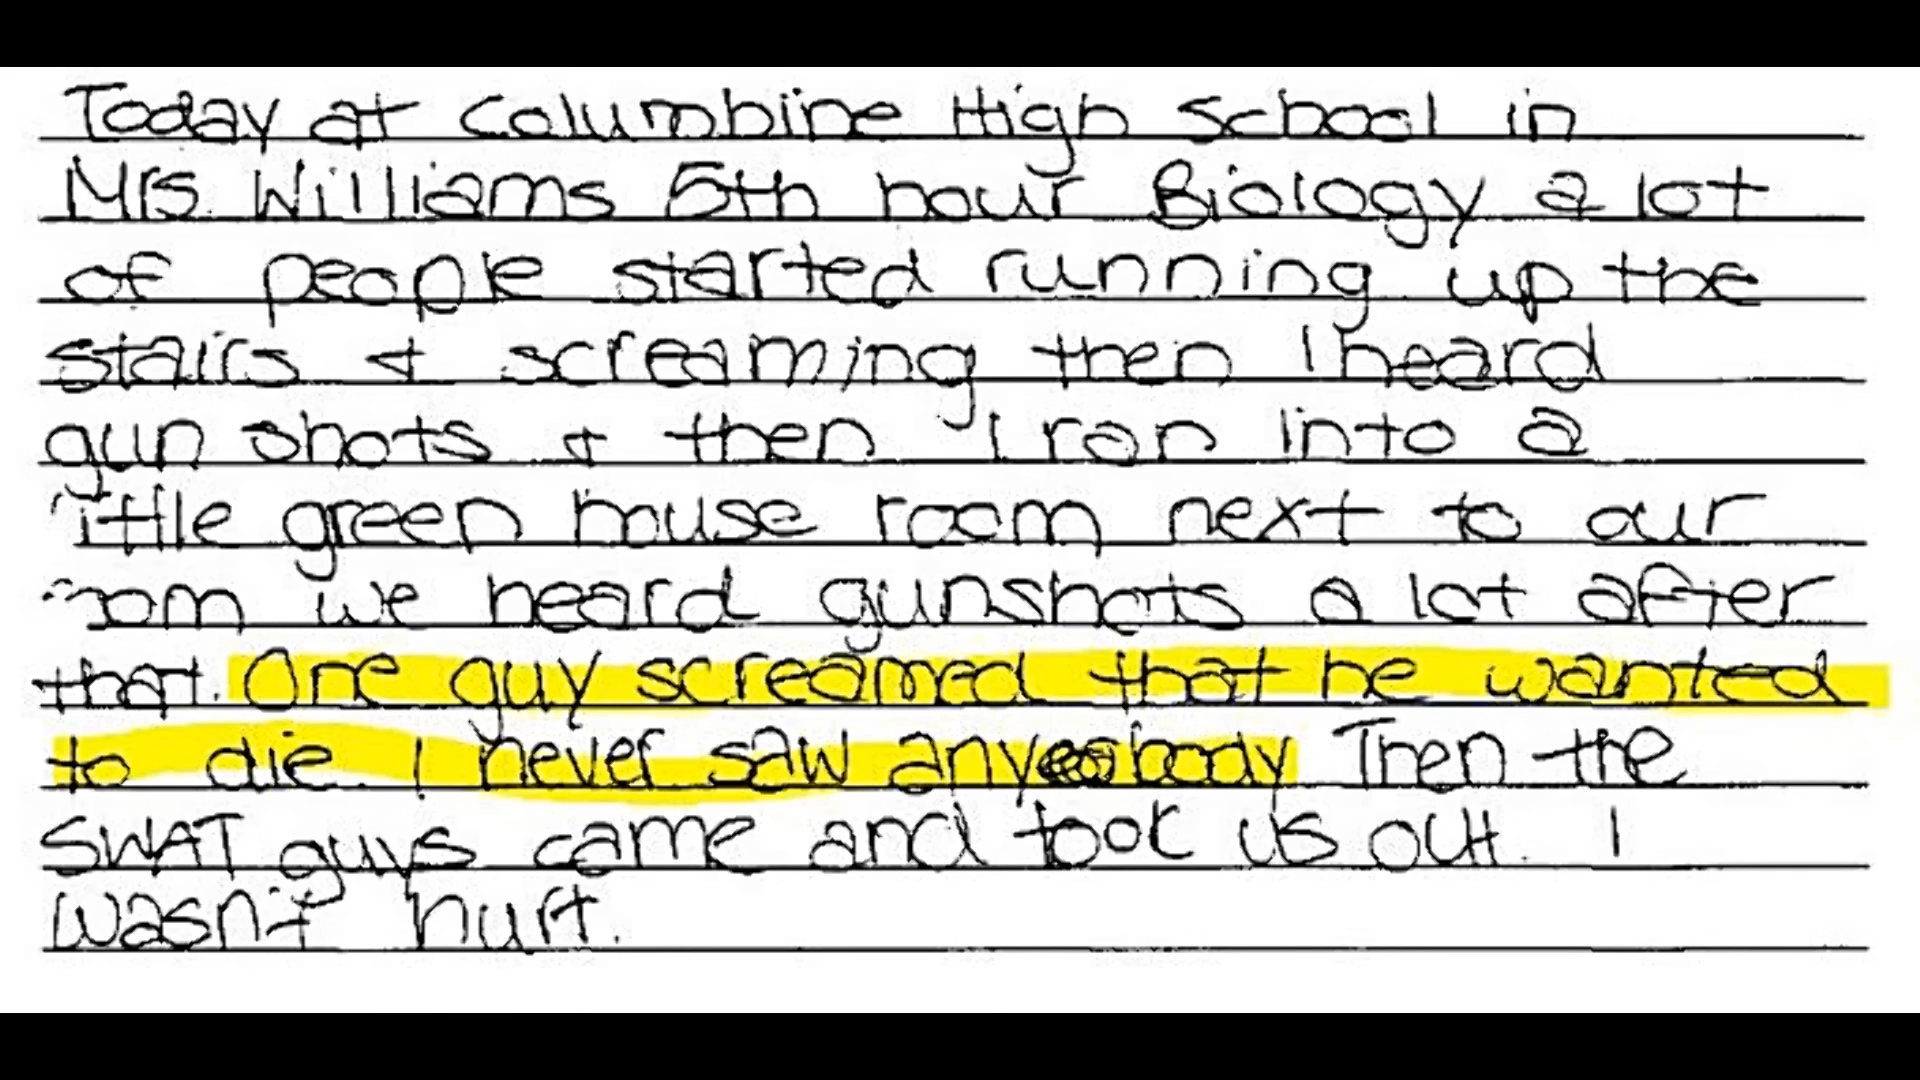 Today at Columbine High School in
Mrs. Williams 5th hour Biology a lot
of people started running up the
stairs & screaming then I heard
gun shots & then I ran into a
little green house room next to our
room we heard gunshots a lot after
that. One guy screamed that he wanted
to die. I never saw anybody Then the
SWAT guys came and took us out. I
wasn't hurt.